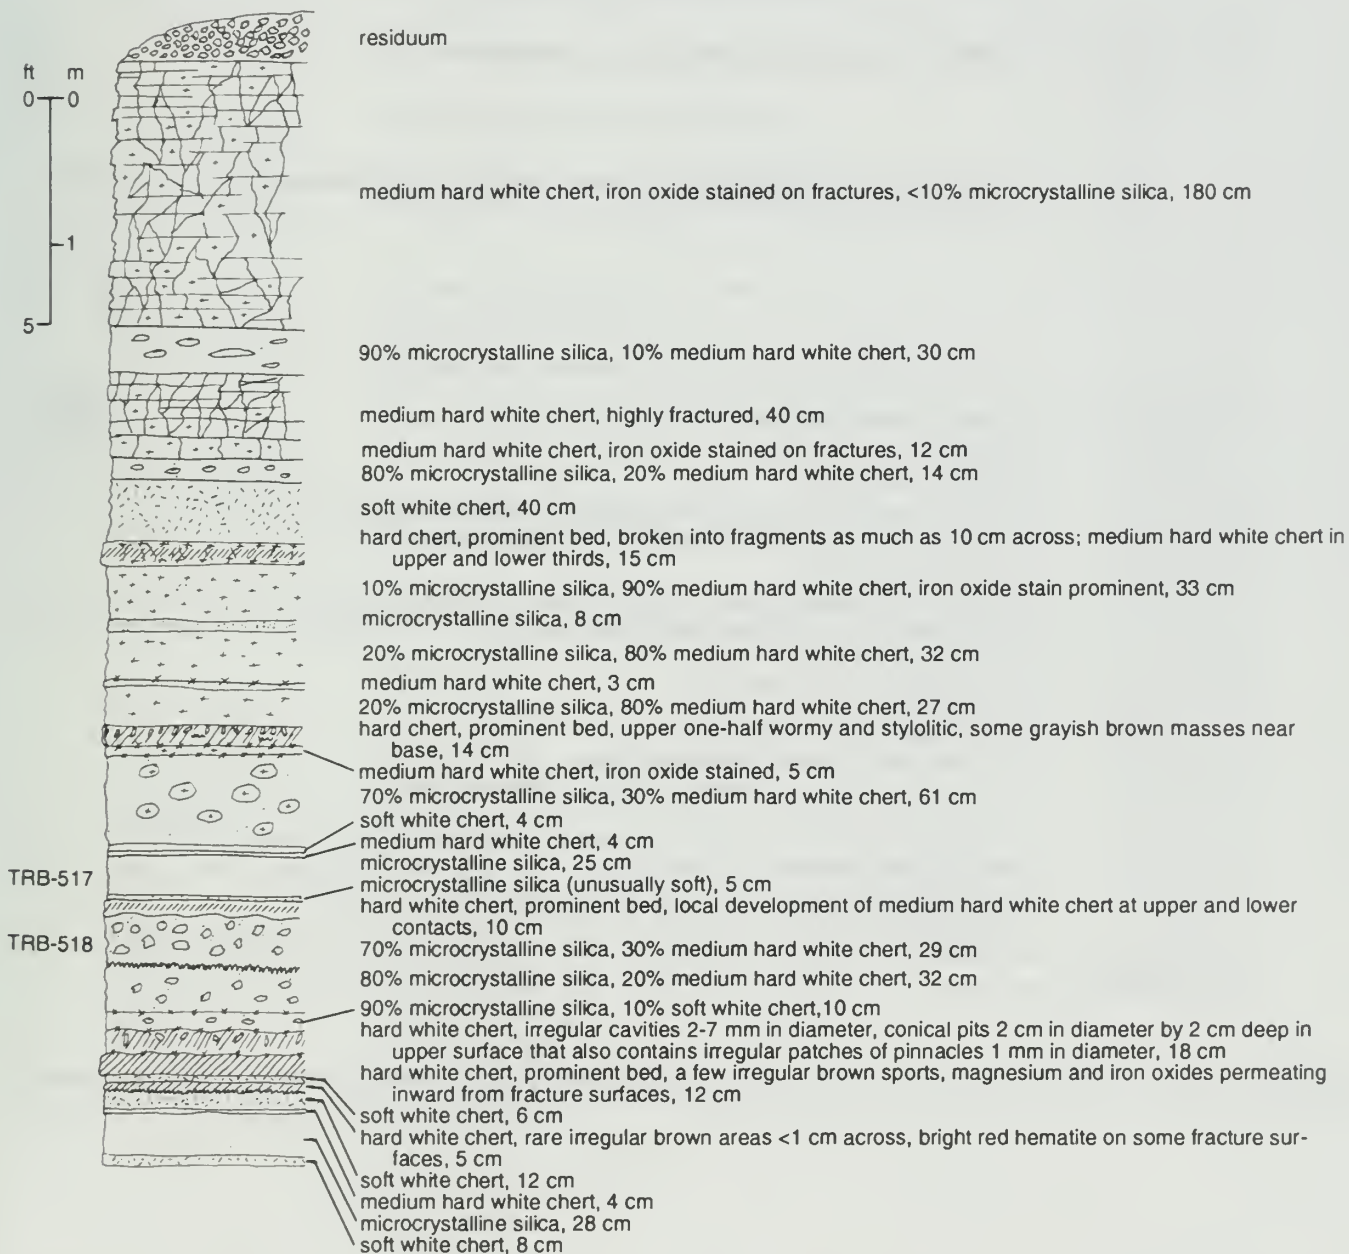 residuum
ft m
0 0
medium hard white chert, iron oxide stained on fractures, <10% microcrystalline silica, 180 cm
1
5
90% microcrystalline silica, 10% medium hard white chert, 30 cm
medium hard white chert, highly fractured, 40 cm
medium hard white chert, iron oxide stained on fractures, 12 cm
80% microcrystalline silica, 20% medium hard white chert, 14 cm
soft white chert, 40 cm
hard chert, prominent bed, broken into fragments as much as 10 cm across; medium hard white chert in
upper and lower thirds, 15 cm
10% microcrystalline silica, 90% medium hard white chert, iron oxide stain prominent, 33 cm
microcrystalline silica, 8 cm
20% microcrystalline silica, 80% medium hard white chert, 32 cm
medium hard white chert, 3 cm
20% microcrystalline silica, 80% medium hard white chert, 27 cm
hard chert, prominent bed, upper one-half wormy and stylolitic, some grayish brown masses near
base, 14 cm
medium hard white chert, iron oxide stained, 5 cm
70% microcrystalline silica, 30% medium hard white chert, 61 cm
soft white chert, 4 cm
medium hard white chert, 4 cm
microcrystalline silica, 25 cm
TRB-517
microcrystalline silica (unusually soft), 5 cm
hard white chert, prominent bed, local development of medium hard white chert at upper and lower
contacts, 10 cm
TRB-518
70% microcrystalline silica, 30% medium hard white chert, 29 cm
80% microcrystalline silica, 20% medium hard white chert, 32 cm
90% microcrystalline silica, 10% soft white chert,10 cm
hard white chert, irregular cavities 2-7 mm in diameter, conical pits 2 cm in diameter by 2 cm deep in
upper surface that also contains irregular patches of pinnacles 1 mm in diameter, 18 cm
hard white chert, prominent bed, a few irregular brown sports, magnesium and iron oxides permeating
inward from fracture surfaces, 12 cm
soft white chert, 6 cm
hard white chert, rare irregular brown areas <1 cm across, bright red hematite on some fracture sur-
faces, 5 cm
soft white chert, 12 cm
medium hard white chert, 4 cm
microcrystalline silica, 28 cm
soft white chert, 8 cm